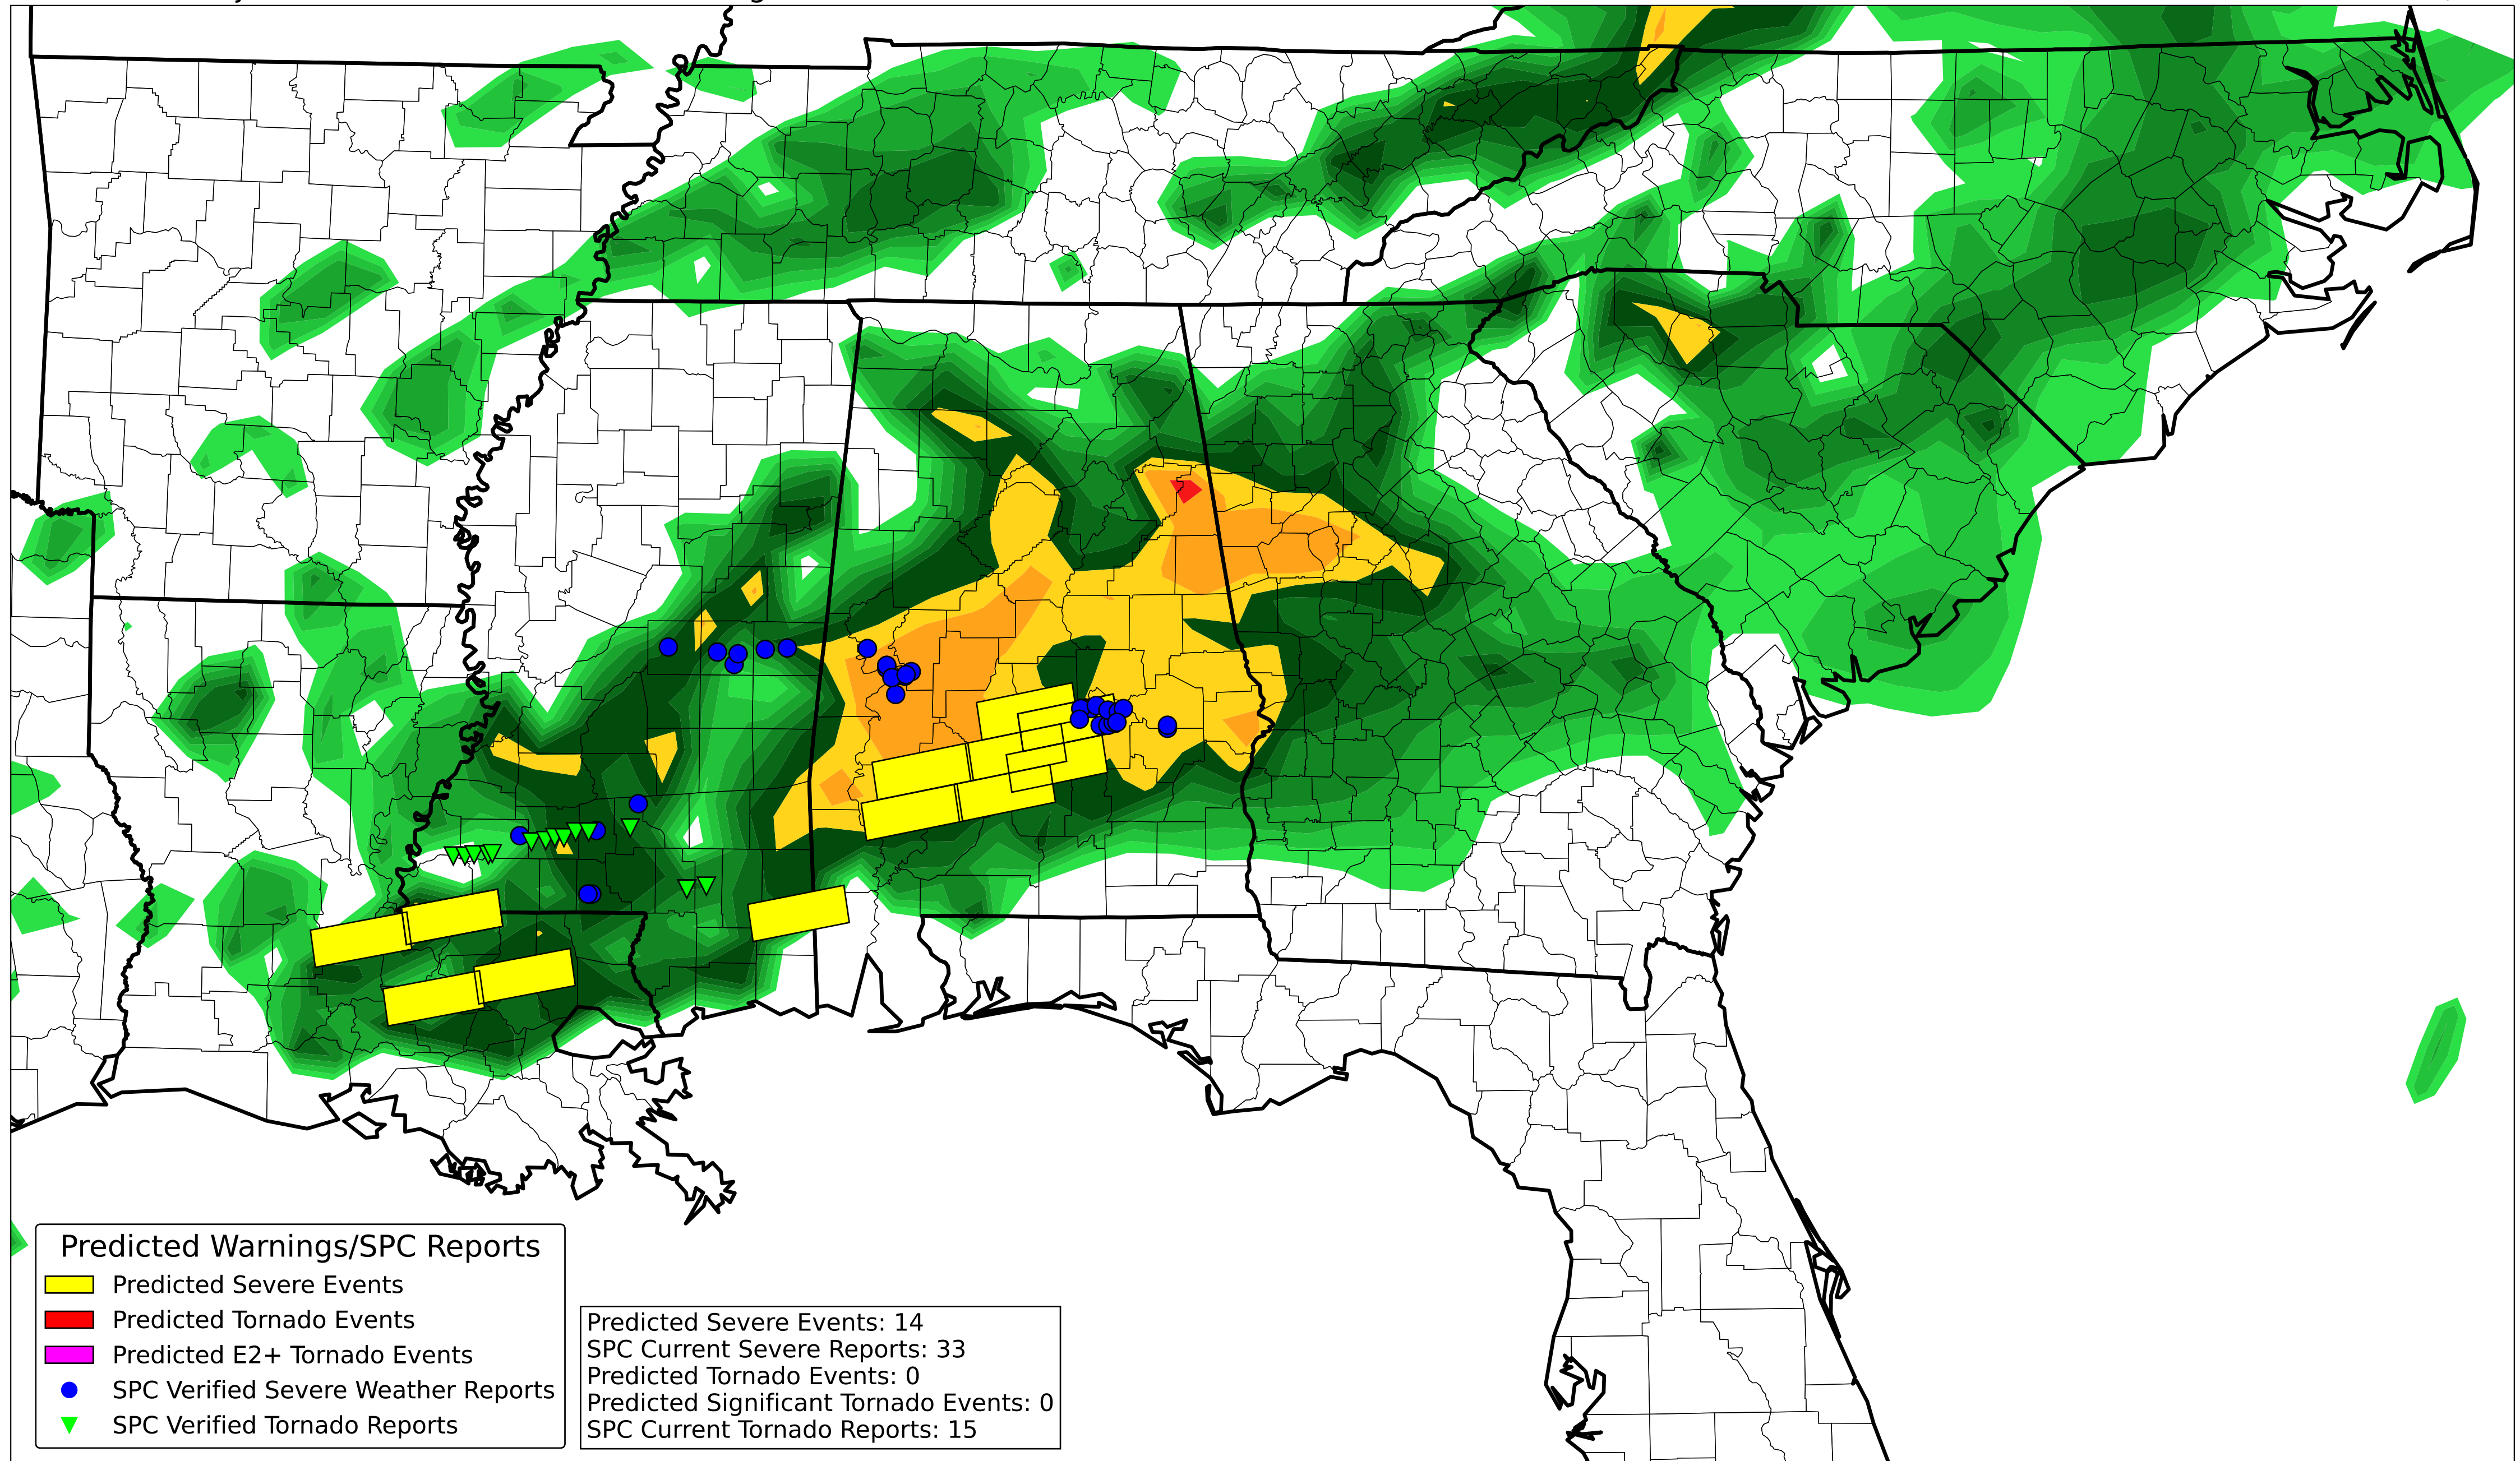 Predicted Warnings/SPC Reports
Predicted Severe Events
Predicted Tornado Events
Predicted E2+ Tornado Events
SPC Verified Severe Weather Reports
SPC Verified Tornado Reports
Predicted Severe Events: 14
SPC Current Severe Reports: 33
Predicted Tornado Events: 0
Predicted Significant Tornado Events: 0
SPC Current Tornado Reports: 15